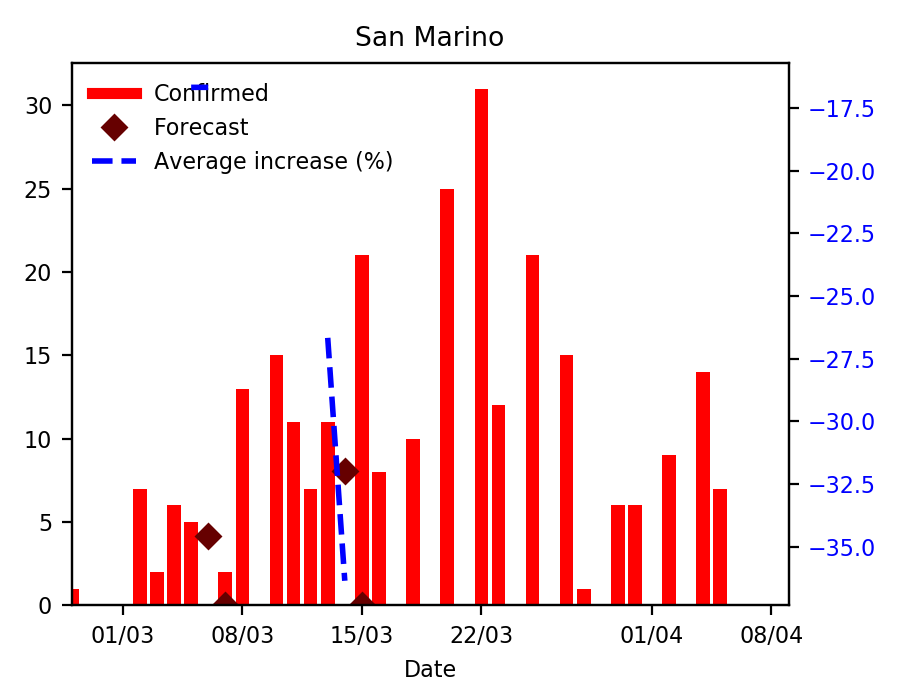 San Marino
Confirmed
Forecast
Average increase (%)
30
25
20
15
10
5
0
−17.5
−20.0
−22.5
−25.0
−27.5
−30.0
−32.5
−35.0
01/03 08/03 15/03 22/03 01/04 08/04
Date